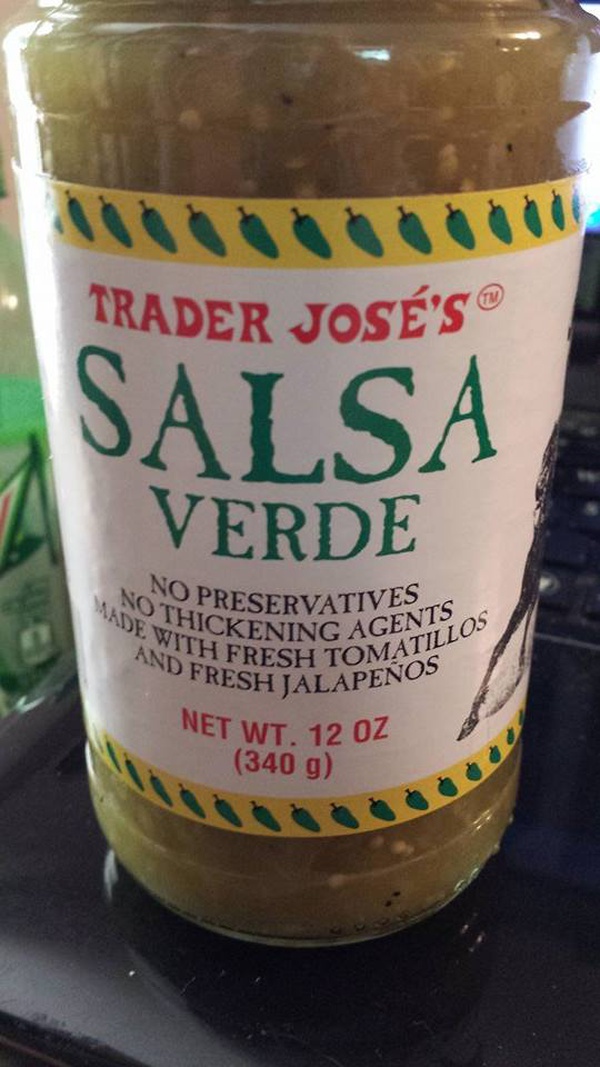 TRADER JOSÉ'S™
SALSA
VERDE
NO PRESERVATIVES
NO THICKENING AGENTS
MADE WITH FRESH TOMATILLOS
AND FRESH JALAPEÑOS
NET WT. 12 OZ
(340 g)